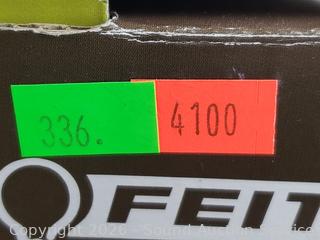 336. 4100
FEIT
Copyright 2026 - Sound Auction Service